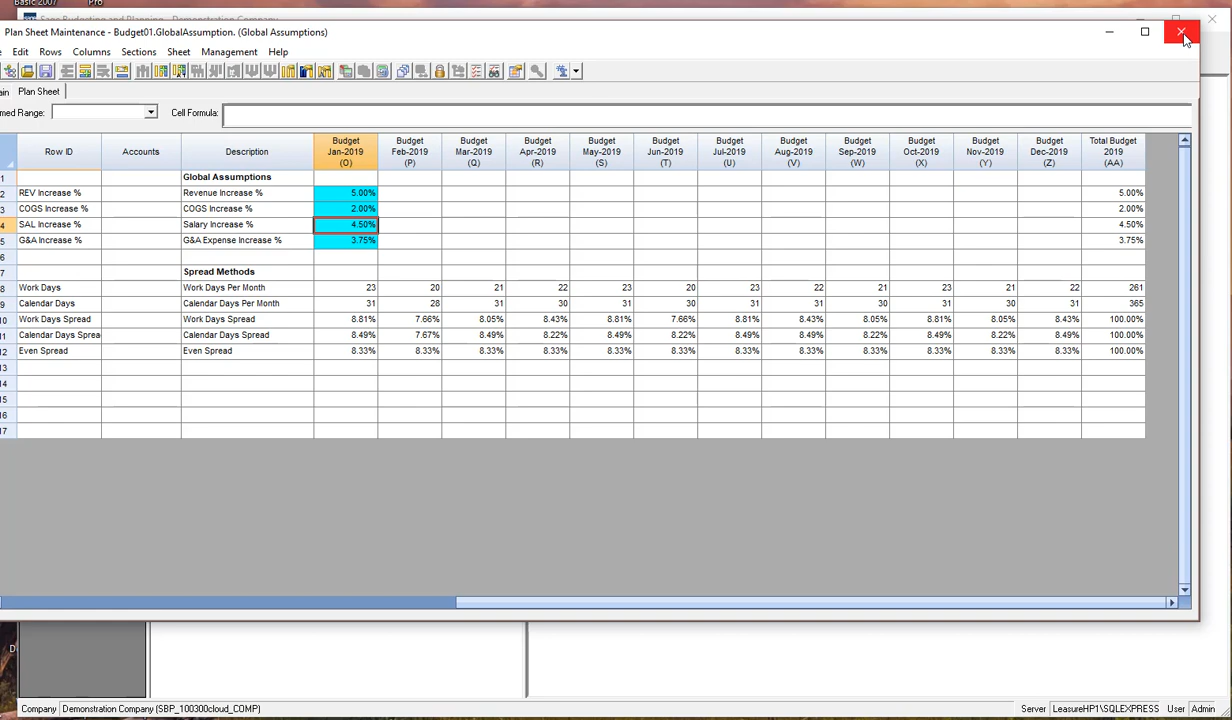 Basic 2007 Pro
Sage Budgeting and Planning - Demonstration Company
Plan Sheet Maintenance - Budget01.GlobalAssumption. (Global Assumptions)
Edit Rows Columns Sections Sheet Management Help
ain Plan Sheet
med Range: Cell Formula:
Row ID Accounts Description Budget Jan-2019 (O) Budget Feb-2019 (P) Budget Mar-2019 (Q) Budget Apr-2019 (R) Budget May-2019 (S) Budget Jun-2019 (T) Budget Jul-2019 (U) Budget Aug-2019 (V) Budget Sep-2019 (W) Budget Oct-2019 (X) Budget Nov-2019 (Y) Budget Dec-2019 (Z) Total Budget 2019 (AA)
1 Global Assumptions
2 REV Increase % Revenue Increase % 5.00% 5.00%
3 COGS Increase % COGS Increase % 2.00% 2.00%
4 SAL Increase % Salary Increase % 4.50% 4.50%
5 G&A Increase % G&A Expense Increase % 3.75% 3.75%
6
7 Spread Methods
8 Work Days Work Days Per Month 23 20 21 22 23 20 23 22 21 23 21 22 261
9 Calendar Days Calendar Days Per Month 31 28 31 30 31 30 31 31 30 31 30 31 365
10 Work Days Spread Work Days Spread 8.81% 7.66% 8.05% 8.43% 8.81% 7.66% 8.81% 8.43% 8.05% 8.81% 8.05% 8.43% 100.00%
11 Calendar Days Sprea Calendar Days Spread 8.49% 7.67% 8.49% 8.22% 8.49% 8.22% 8.49% 8.49% 8.22% 8.49% 8.22% 8.49% 100.00%
12 Even Spread Even Spread 8.33% 8.33% 8.33% 8.33% 8.33% 8.33% 8.33% 8.33% 8.33% 8.33% 8.33% 8.33% 100.00%
13
14
15
16
17
D
Company Demonstration Company (SBP_100300cloud_COMP) Server LeasureHP1\SQLEXPRESS User Admin